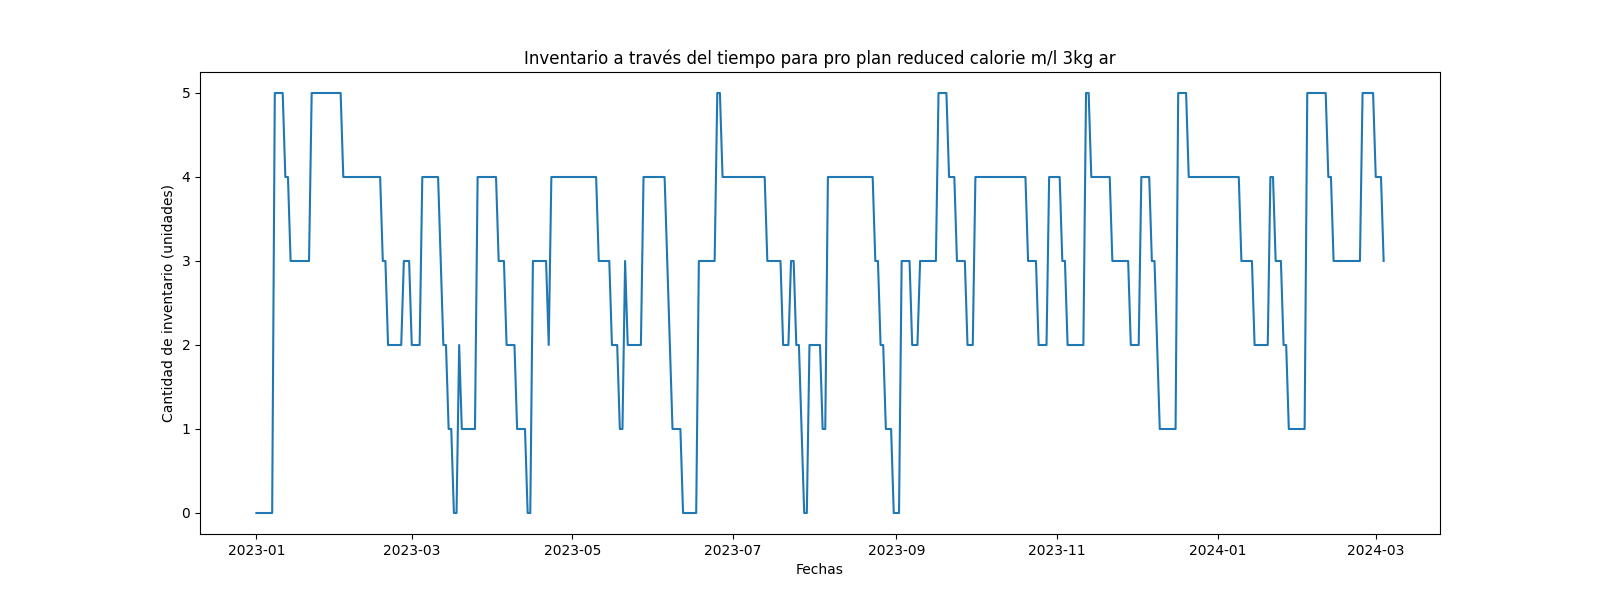 Inventario a través del tiempo para pro plan reduced calorie m/l 3kg ar
Cantidad de inventario (unidades)
5
4
3
2
1
0
2023-01 2023-03 2023-05 2023-07 2023-09 2023-11 2024-01 2024-03
Fechas